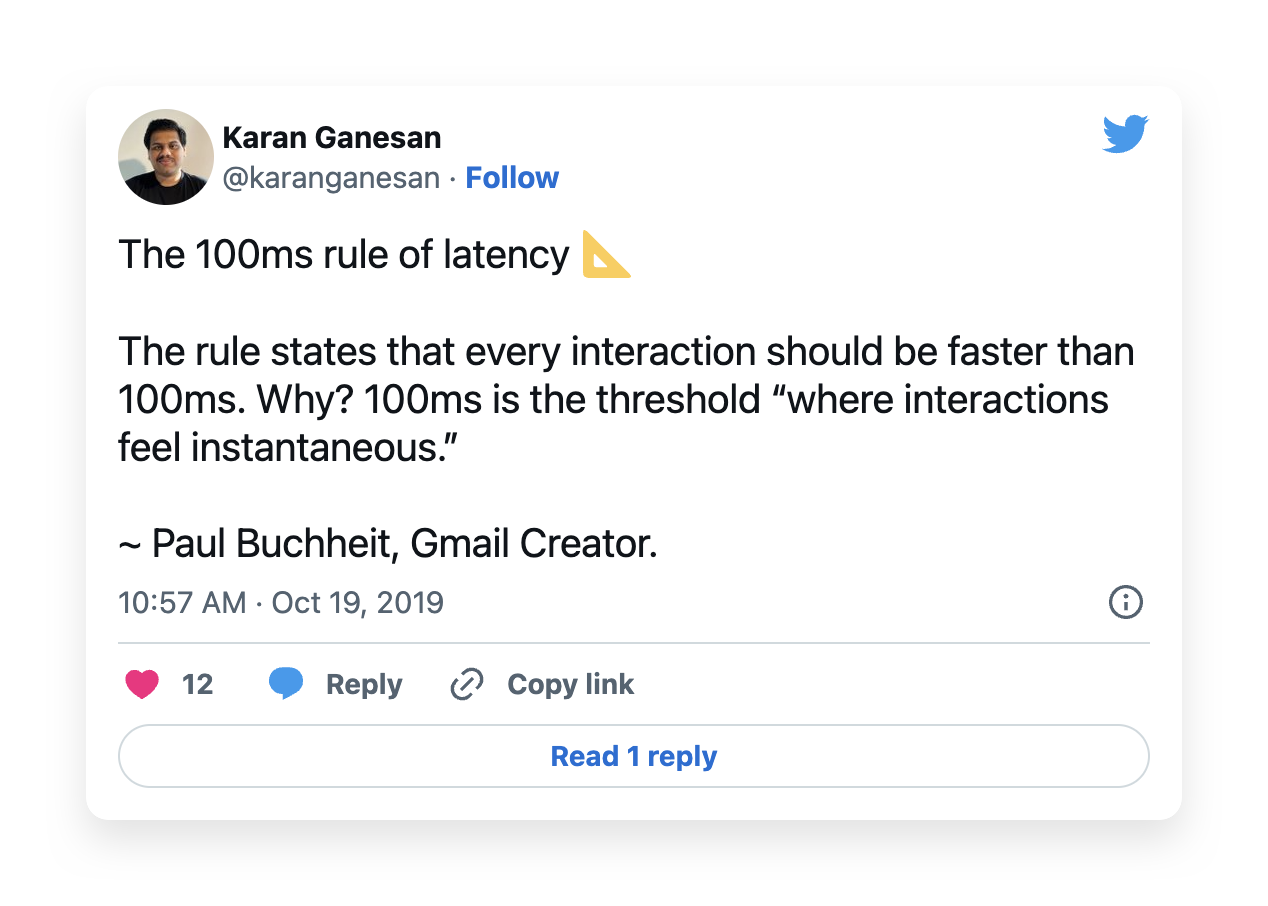 Karan Ganesan
@karanganesan · Follow
The 100ms rule of latency 📐
The rule states that every interaction should be faster than
100ms. Why? 100ms is the threshold “where interactions
feel instantaneous.”
~ Paul Buchheit, Gmail Creator.
10:57 AM · Oct 19, 2019
12 Reply Copy link
Read 1 reply